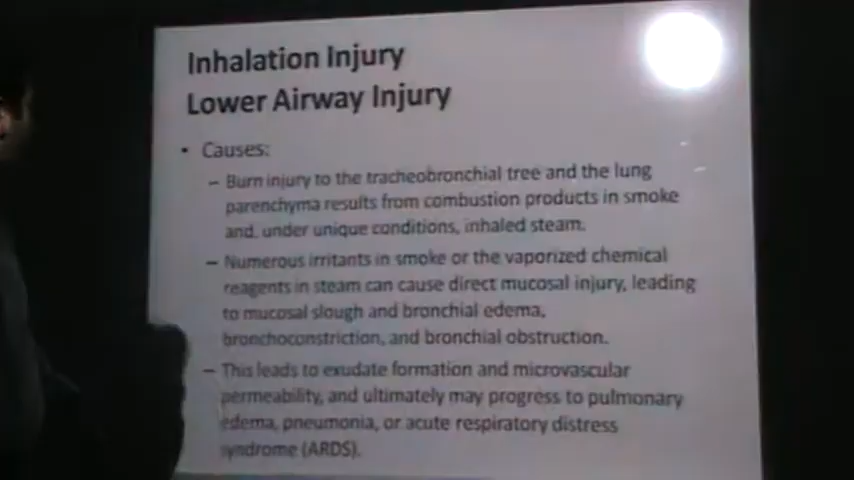 Inhalation Injury
Lower Airway Injury
• Causes:
– Burn injury to the tracheobronchial tree and the lung
parenchyma results from combustion products in smoke
and, under unique conditions, inhaled steam.
– Numerous irritants in smoke or the vaporized chemical
reagents in steam can cause direct mucosal injury, leading
to mucosal slough and bronchial edema,
bronchoconstriction, and bronchial obstruction.
– This leads to exudate formation and microvascular
permeability, and ultimately may progress to pulmonary
edema, pneumonia, or acute respiratory distress
syndrome (ARDS).